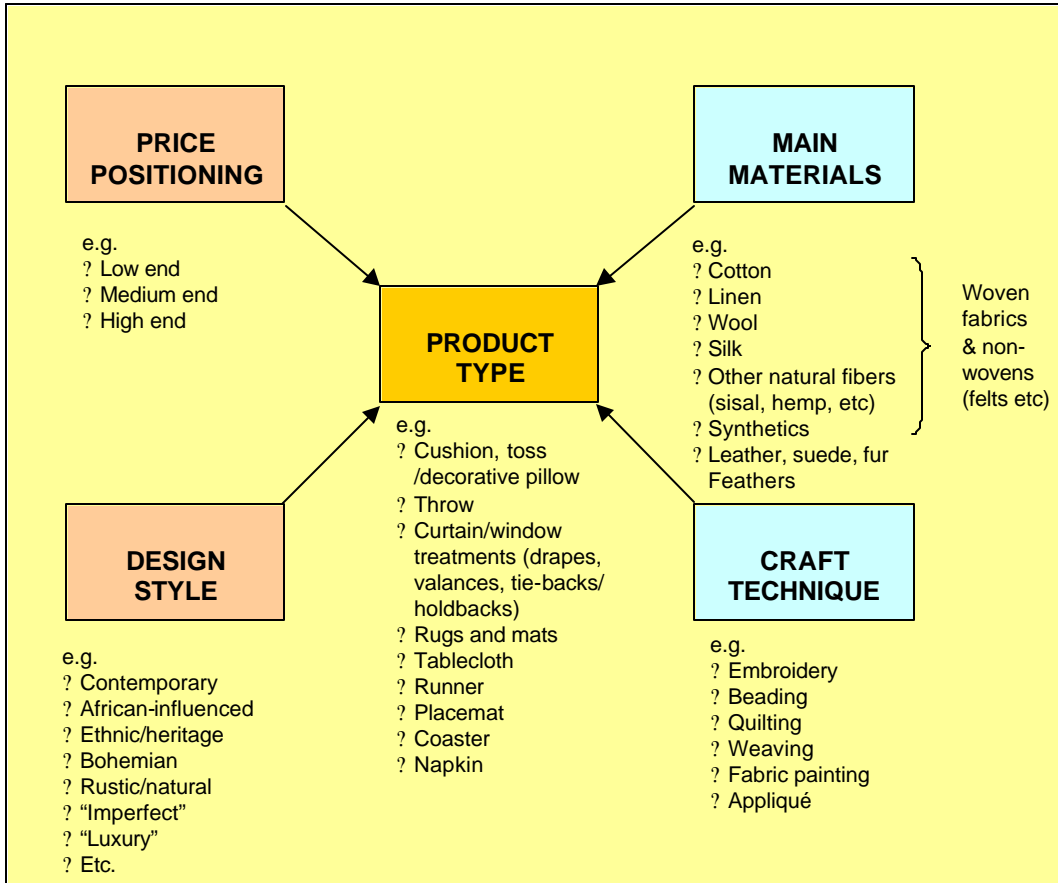 PRICE
POSITIONING
e.g.
? Low end
? Medium end
? High end
MAIN
MATERIALS
e.g.
? Cotton
? Linen
? Wool
? Silk
? Other natural fibers
(sisal, hemp, etc)
? Synthetics
? Leather, suede, fur
Feathers
Woven
fabrics
& non-
wovens
(felts etc)
PRODUCT
TYPE
e.g.
? Cushion, toss
/decorative pillow
? Throw
? Curtain/window
treatments (drapes,
valances, tie-backs/
holdbacks)
? Rugs and mats
? Tablecloth
? Runner
? Placemat
? Coaster
? Napkin
DESIGN
STYLE
e.g.
? Contemporary
? African-influenced
? Ethnic/heritage
? Bohemian
? Rustic/natural
? “Imperfect”
? “Luxury”
? Etc.
CRAFT
TECHNIQUE
e.g.
? Embroidery
? Beading
? Quilting
? Weaving
? Fabric painting
? Appliqué